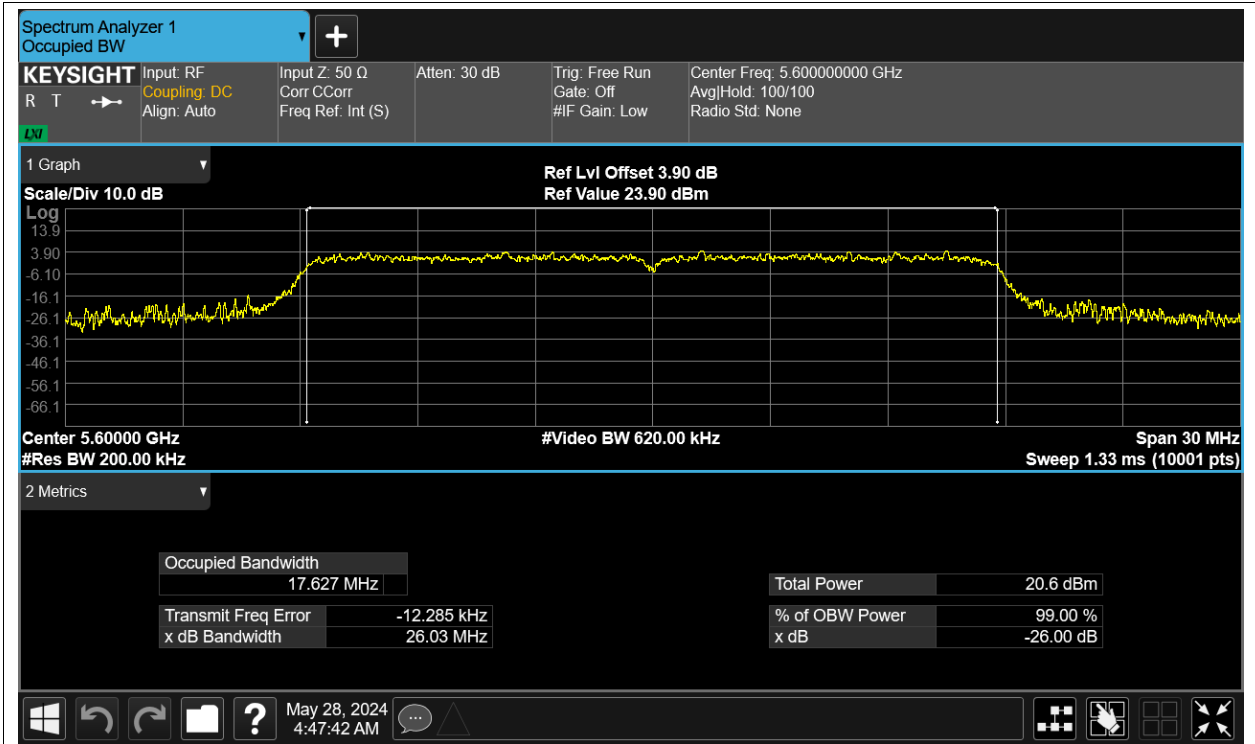 Spectrum Analyzer 1
Occupied BW
KEYSIGHT
R T
LXI
Input: RF
Coupling: DC
Align: Auto
Input Z: 50 Ω
Corr CCorr
Freq Ref: Int (S)
Atten: 30 dB
Trig: Free Run
Gate: Off
#IF Gain: Low
Center Freq: 5.600000000 GHz
Avg|Hold: 100/100
Radio Std: None
1 Graph
Scale/Div 10.0 dB
Ref Lvl Offset 3.90 dB
Ref Value 23.90 dBm
Log
13.9
3.90
-6.10
-16.1
-26.1
-36.1
-46.1
-56.1
-66.1
Center 5.60000 GHz
#Res BW 200.00 kHz
#Video BW 620.00 kHz
Span 30 MHz
Sweep 1.33 ms (10001 pts)
2 Metrics
Occupied Bandwidth
17.627 MHz
Transmit Freq Error -12.285 kHz
x dB Bandwidth 26.03 MHz
Total Power 20.6 dBm
% of OBW Power 99.00 %
x dB -26.00 dB
?
May 28, 2024
4:47:42 AM